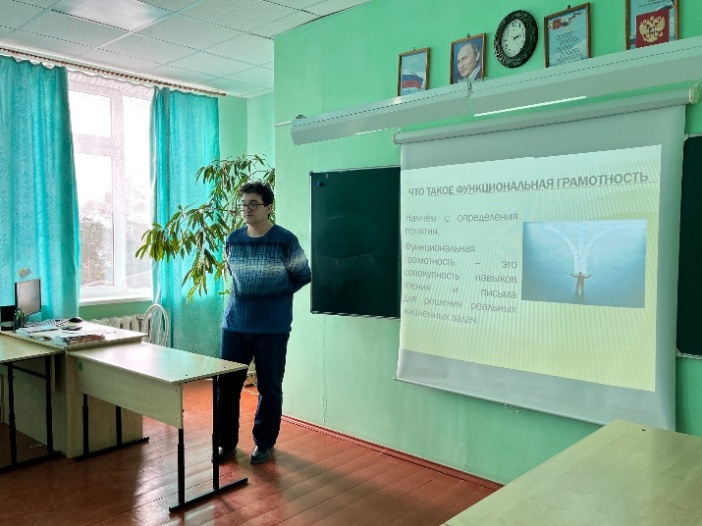 ЧТО ТАКОЕ ФУНКЦИОНАЛЬНАЯ ГРАМОТНОСТЬ
Начнём с определения
понятия.
Функциональная
грамотность – это
совокупность навыков
чтения и письма
для решения реальных
жизненных задач.